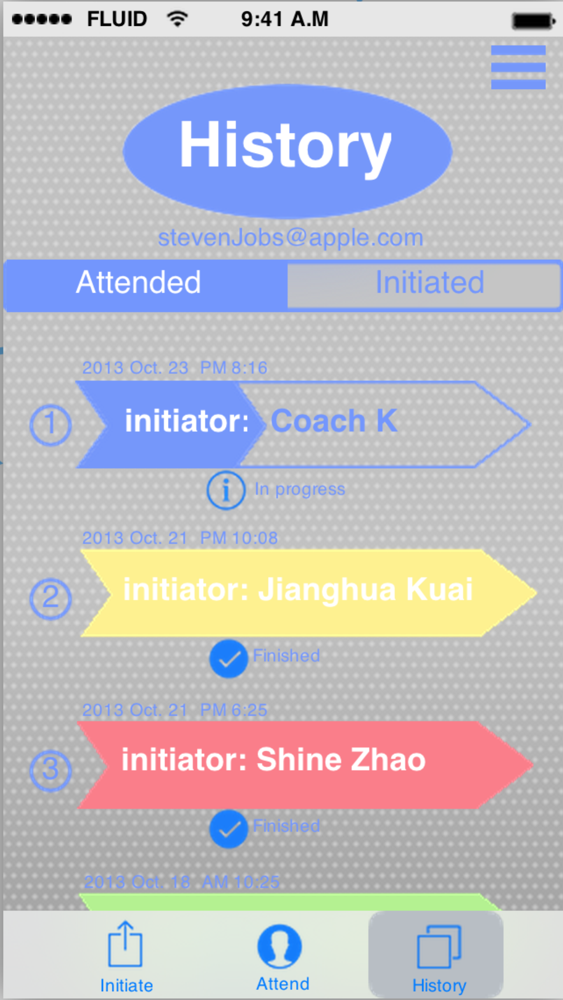 FLUID 9:41 A.M
History
stevenJobs@apple.com
Attended Initiated
2013 Oct. 23 PM 8:16
1 initiator: Coach K
In progress
2013 Oct. 21 PM 10:08
2 initiator: Jianghua Kuai
Finished
2013 Oct. 21 PM 6:25
3 initiator: Shine Zhao
Finished
2013 Oct. 18 AM 10:25
Initiate Attend History